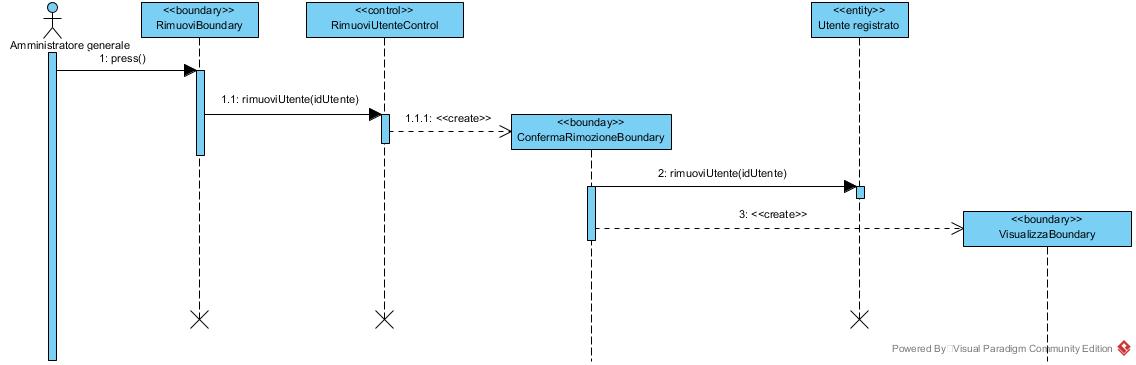 <<boundary>>
RimuoviBoundary
<<control>>
RimuoviUtenteControl
<<entity>>
Utente registrato
Amministratore generale
1: press()
1.1: rimuoviUtente(idUtente)
1.1.1: <<create>>
<<bounday>>
ConfermaRimozioneBoundary
2: rimuoviUtente(idUtente)
3: <<create>>
<<boundary>>
VisualizzaBoundary
Powered By Visual Paradigm Community Edition